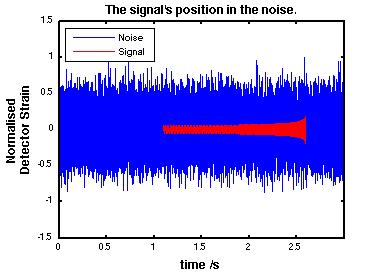 The signal's position in the noise.
1.5
1
0.5
0
-0.5
-1
-1.5
Normalised
Detector Strain
Noise
Signal
0
0.5
1
1.5
2
2.5
time /s